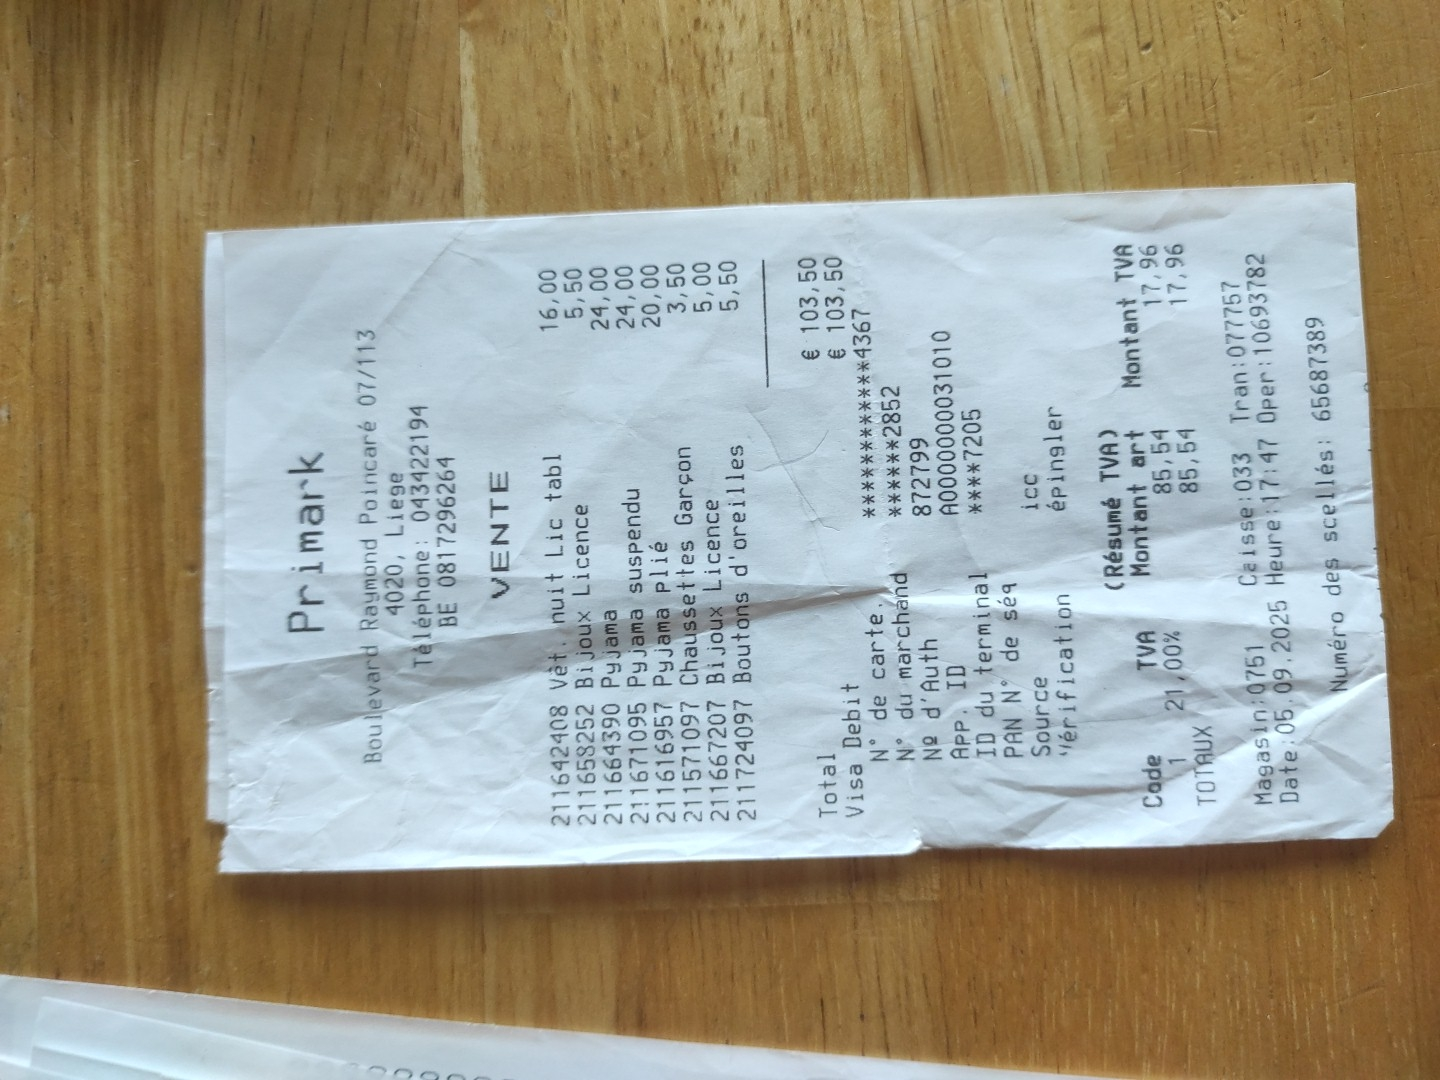 Primark
Boulevard Raymond Poincaré 07/113
4020, Liege
Téléphone: 043422194
BE 0817296264
VENTE
211642408 Vêt. nuit Lic tabl 16,00
211658252 Bijoux Licence 5,50
211664390 Pyjama 24,00
211671095 Pyjama suspendu 24,00
211616957 Pyjama plié 20,00
211571097 Chaussettes Garçon 3,50
211667207 Bijoux Licence 5,00
211724097 Boutons d'oreilles 5,50
Total € 103,50
Visa Debit € 103,50
N° de carte. ***************4367
N° du marchand ******2852
Nº d'Auth 872799
App. ID A0000000031010
ID du terminal ****7205
PAN N° de séq
Source icc
Vérification épingler
(Résumé TVA)
Code TVA Montant art Montant TVA
1 21,00% 85,54 17,96
TOTAUX 85,54 17,96
Magasin:0751 Caisse:033 Tran:077757
Date:05.09.2025 Heure:17:47 Oper:10693782
Numéro des scellés: 65687389